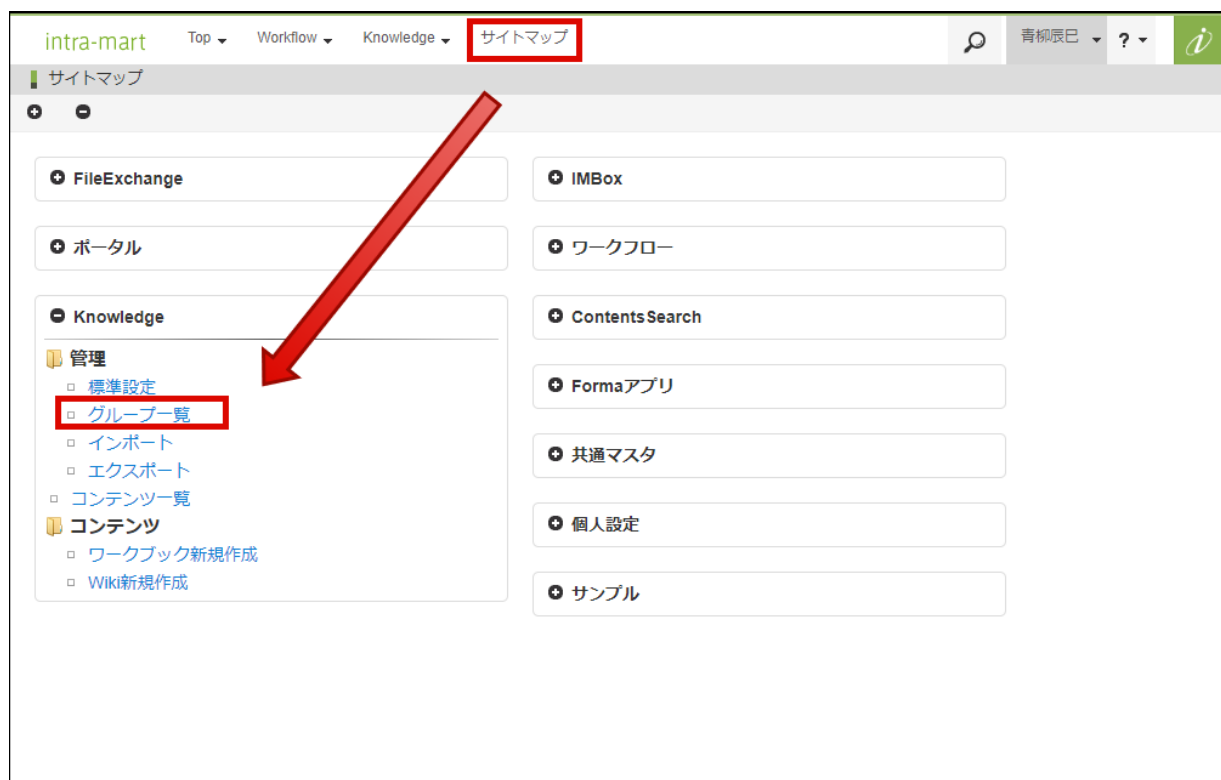 intra-mart Top Workflow Knowledge サイトマップ 青柳辰巳 ?
サイトマップ
FileExchange
IMBox
ポータル
ワークフロー
Knowledge
ContentsSearch
管理
標準設定
グループ一覧
インポート
エクスポート
コンテンツ一覧
コンテンツ
ワークブック新規作成
Wiki新規作成
Formaアプリ
共通マスタ
個人設定
サンプル